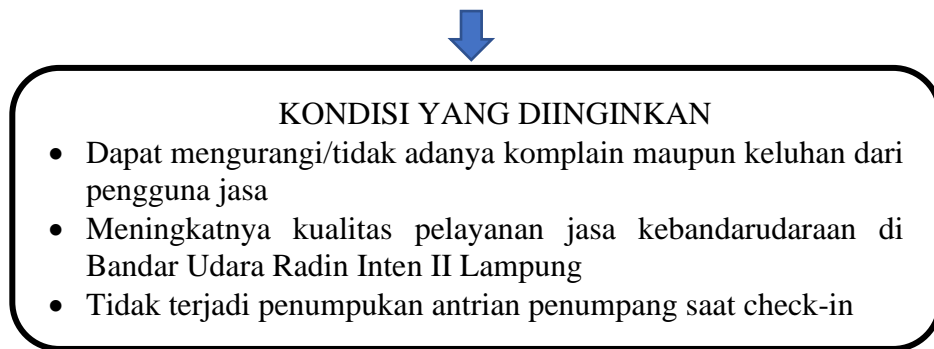 KONDISI YANG DIINGINKAN
• Dapat mengurangi/tidak adanya komplain maupun keluhan dari
pengguna jasa
• Meningkatnya kualitas pelayanan jasa kebandarudaraan di
Bandar Udara Radin Inten II Lampung
• Tidak terjadi penumpukan antrian penumpang saat check-in